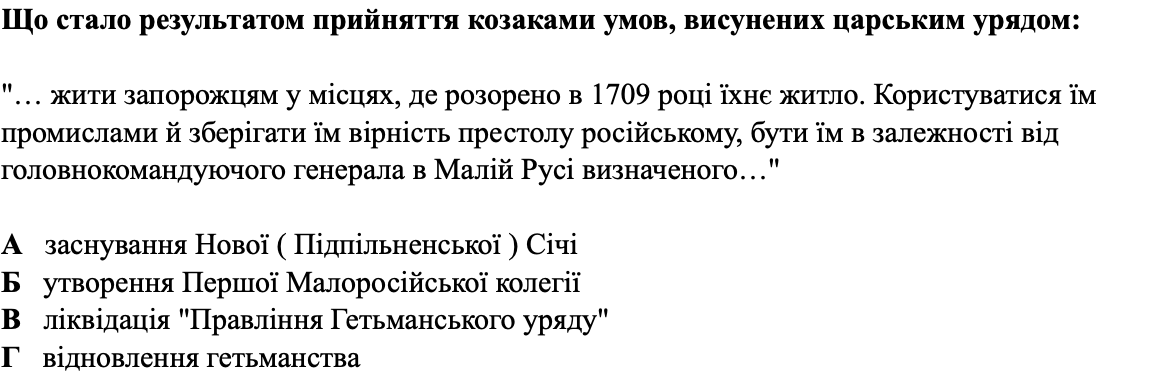 Що стало результатом прийняття козаками умов, висунених царським урядом:
"… жити запорожцям у місцях, де розорено в 1709 році їхнє житло. Користуватися їм
промислами й зберігати їм вірність престолу російському, бути їм в залежності від
головнокомандуючого генерала в Малій Русі визначеного…"
А заснування Нової ( Підпільненської ) Січі
Б утворення Першої Малоросійської колегії
В ліквідація "Правління Гетьманського уряду"
Г відновлення гетьманства